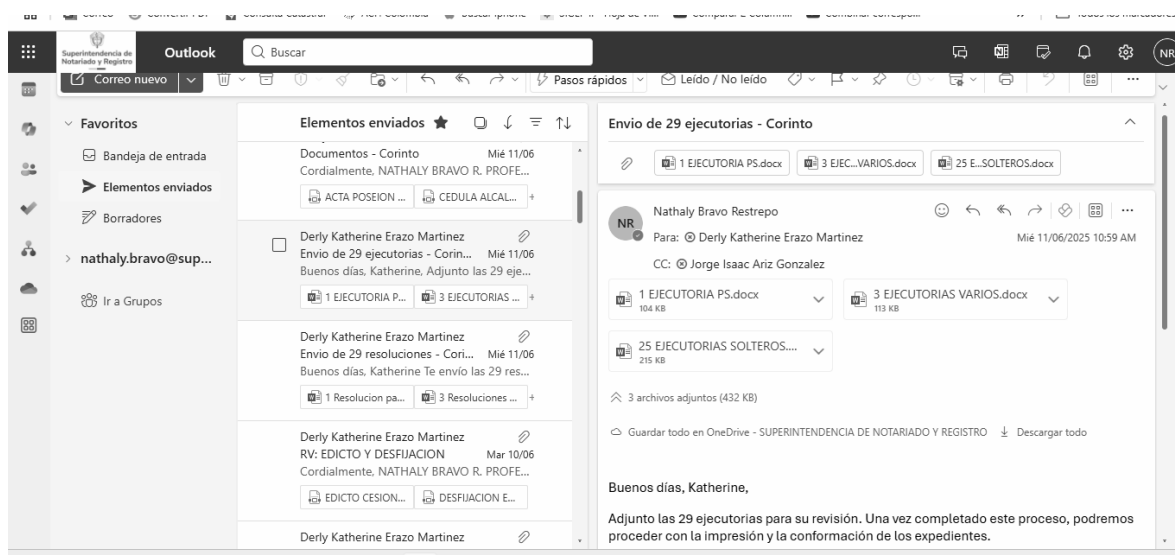 Superintendencia de
Notariado y Registro
Outlook
Buscar
NR
Correo nuevo
Pasos rápidos
Leído / No leído
Favoritos
Bandeja de entrada
Elementos enviados
Borradores
nathaly.bravo@sup...
Ir a Grupos
Elementos enviados
Documentos - Corinto Mié 11/06
Cordialmente, NATHALY BRAVO R. PROFE...
ACTA POSEION ... CEDULA ALCAL... +
Derly Katherine Erazo Martinez
Envio de 29 ejecutorias - Corin... Mié 11/06
Buenos días, Katherine, Adjunto las 29 eje...
1 EJECUTORIA P... 3 EJECUTORIAS ... +
Derly Katherine Erazo Martinez
Envio de 29 resoluciones - Cori... Mié 11/06
Buenos días, Katherine Te envío las 29 res...
1 Resolucion pa... 3 Resoluciones ... +
Derly Katherine Erazo Martinez
RV: EDICTO Y DESFIJACION Mar 10/06
Cordialmente, NATHALY BRAVO R. PROFE...
EDICTO CESION... DESFIJACION E...
Derly Katherine Erazo Martinez
Envio de 29 ejecutorias - Corinto
1 EJECUTORIA PS.docx 3 EJEC...VARIOS.docx 25 E...SOLTEROS.docx
NR
Nathaly Bravo Restrepo
Para: Derly Katherine Erazo Martinez Mié 11/06/2025 10:59 AM
CC: Jorge Isaac Ariz Gonzalez
1 EJECUTORIA PS.docx
104 KB
3 EJECUTORIAS VARIOS.docx
113 KB
25 EJECUTORIAS SOLTEROS....
215 KB
3 archivos adjuntos (432 KB)
Guardar todo en OneDrive - SUPERINTENDENCIA DE NOTARIADO Y REGISTRO Descargar todo
Buenos días, Katherine,
Adjunto las 29 ejecutorias para su revisión. Una vez completado este proceso, podremos
proceder con la impresión y la conformación de los expedientes.